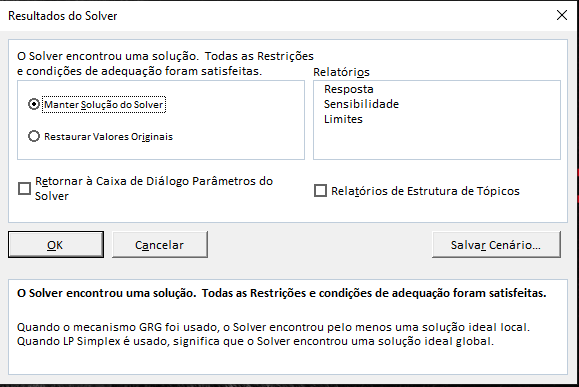 Resultados do Solver
O Solver encontrou uma solução. Todas as Restrições
e condições de adequação foram satisfeitas.
Manter Solução do Solver
Restaurar Valores Originais
Relatórios
Resposta
Sensibilidade
Limites
Retornar à Caixa de Diálogo Parâmetros do
Solver
Relatórios de Estrutura de Tópicos
OK
Cancelar
Salvar Cenário...
O Solver encontrou uma solução. Todas as Restrições e condições de adequação foram satisfeitas.
Quando o mecanismo GRG foi usado, o Solver encontrou pelo menos uma solução ideal local.
Quando LP Simplex é usado, significa que o Solver encontrou uma solução ideal global.